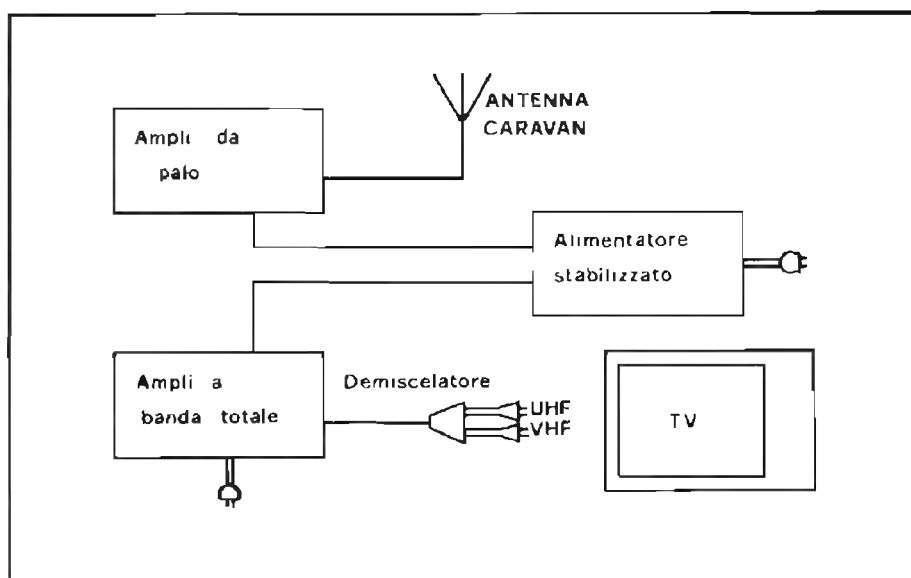 ANTENNA
CARAVAN
Ampli da
palo
Alimentatore
stabilizzato
Ampli a
banda totale
Demiscelatore
UHF
VHF
TV